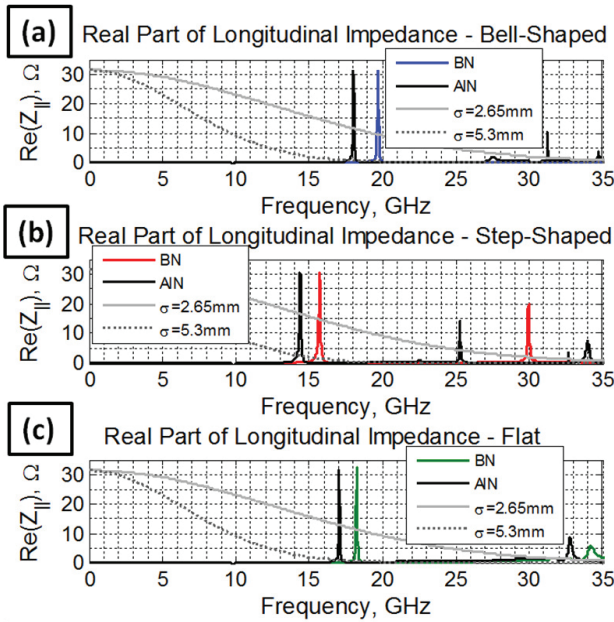 (a)
Real Part of Longitudinal Impedance - Bell-Shaped
Re(Z||), Ω
30
20
10
0
BN
AlN
σ=2.65mm
σ=5.3mm
0 5 10 15 20 25 30 35
Frequency, GHz
(b)
Real Part of Longitudinal Impedance - Step-Shaped
Re(Z||), Ω
30
20
10
0
BN
AlN
σ=2.65mm
σ=5.3mm
0 5 10 15 20 25 30 35
Frequency, GHz
(c)
Real Part of Longitudinal Impedance - Flat
Re(Z||), Ω
30
20
10
0
BN
AlN
σ=2.65mm
σ=5.3mm
0 5 10 15 20 25 30 35
Frequency, GHz